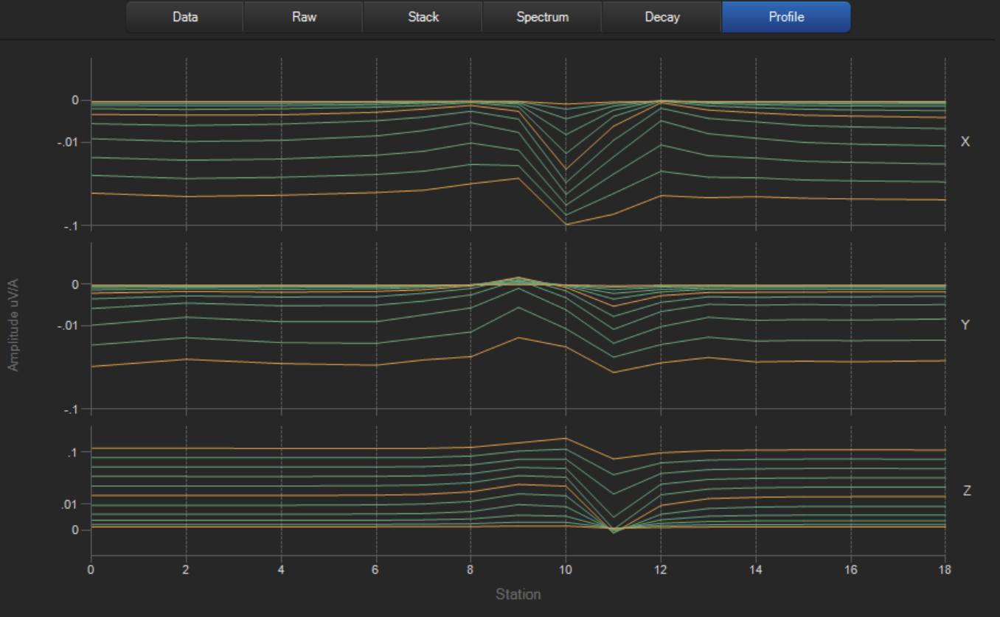 Data Raw Stack Spectrum Decay Profile
0
-.01
X
-.1
0
Amplitude uV/A
-.01
Y
-.1
.1
Z
.01
0
0 2 4 6 8 10 12 14 16 18
Station